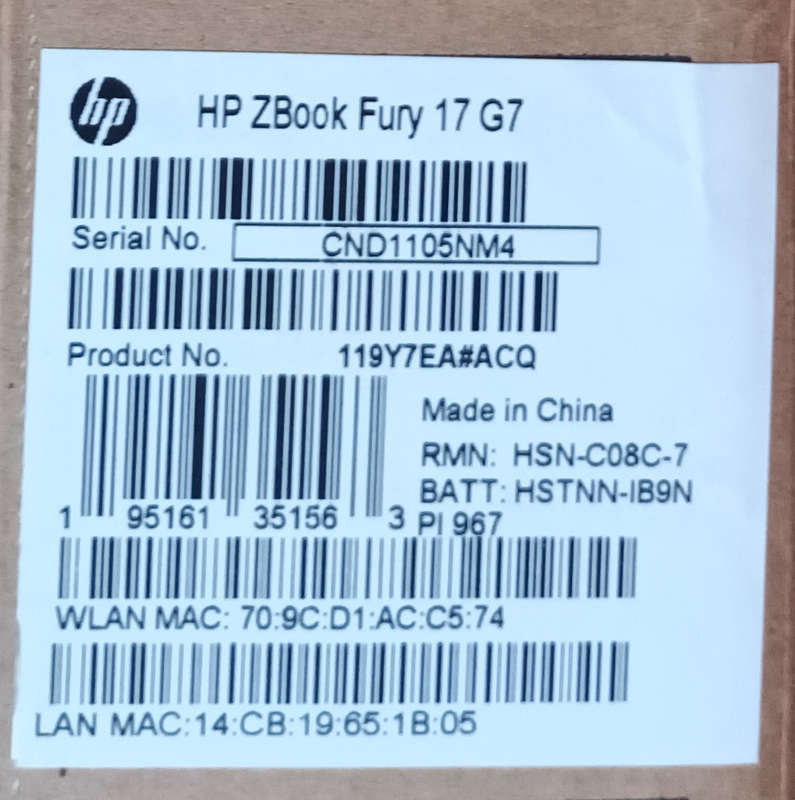 hp HP ZBook Fury 17 G7
Serial No. CND1105NM4
Product No. 119Y7EA#ACQ
Made in China
RMN: HSN-C08C-7
BATT: HSTNN-IB9N
1 95161 35156 3 PI 967
WLAN MAC: 70:9C:D1:AC:C5:74
LAN MAC:14:CB:19:65:1B:05